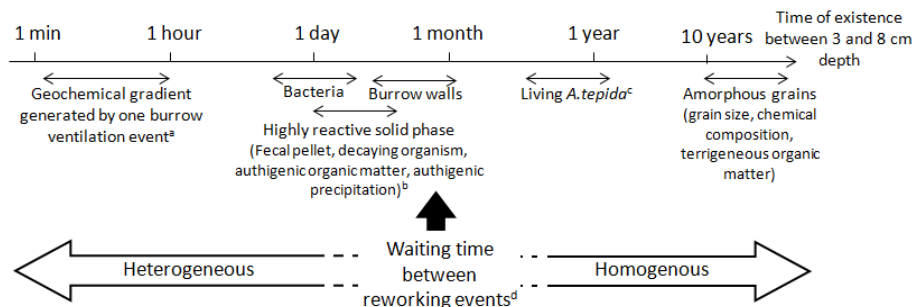 1 min 1 hour 1 day 1 month 1 year 10 years
Time of existence
between 3 and 8 cm
depth
Geochemical gradient
generated by one burrow
ventilation eventᵃ
Bacteria
Burrow walls
Highly reactive solid phase
(Fecal pellet, decaying organism,
authigenic organic matter, authigenic
precipitation)ᵇ
Living A.tepidaᶜ
Amorphous grains
(grain size, chemical
composition,
terrigeneous organic
matter)
Heterogeneous
Waiting time
between
reworking eventsᵈ
Homogenous